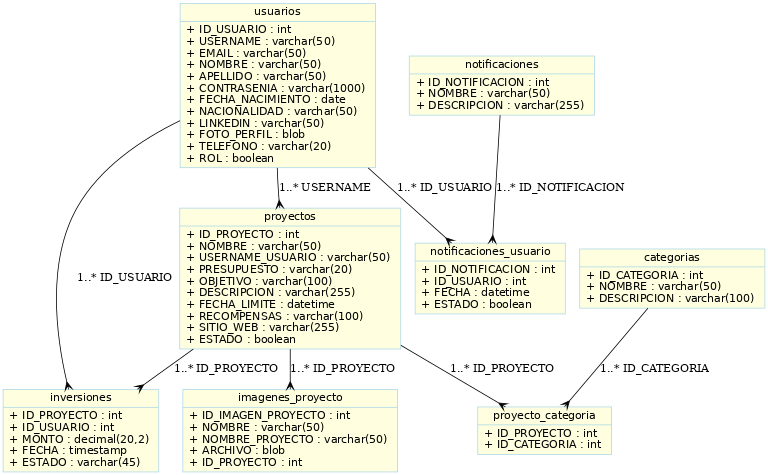 usuarios
+ ID_USUARIO : int
+ USERNAME : varchar(50)
+ EMAIL : varchar(50)
+ NOMBRE : varchar(50)
+ APELLIDO : varchar(50)
+ CONTRASENIA : varchar(1000)
+ FECHA_NACIMIENTO : date
+ NACIONALIDAD : varchar(50)
+ LINKEDIN : varchar(50)
+ FOTO_PERFIL : blob
+ TELEFONO : varchar(20)
+ ROL : boolean
notificaciones
+ ID_NOTIFICACION : int
+ NOMBRE : varchar(50)
+ DESCRIPCION : varchar(255)
1..* USERNAME
1..* ID_USUARIO
1..* ID_NOTIFICACION
proyectos
+ ID_PROYECTO : int
+ NOMBRE : varchar(50)
+ USERNAME_USUARIO : varchar(50)
+ PRESUPUESTO : varchar(20)
+ OBJETIVO : varchar(100)
+ DESCRIPCION : varchar(255)
+ FECHA_LIMITE : datetime
+ RECOMPENSAS : varchar(100)
+ SITIO_WEB : varchar(255)
+ ESTADO : boolean
notificaciones_usuario
+ ID_NOTIFICACION : int
+ ID_USUARIO : int
+ FECHA : datetime
+ ESTADO : boolean
categorias
+ ID_CATEGORIA : int
+ NOMBRE : varchar(50)
+ DESCRIPCION : varchar(100)
1..* ID_USUARIO
1..* ID_PROYECTO
1..* ID_PROYECTO
1..* ID_PROYECTO
1..* ID_CATEGORIA
inversiones
+ ID_PROYECTO : int
+ ID_USUARIO : int
+ MONTO : decimal(20,2)
+ FECHA : timestamp
+ ESTADO : varchar(45)
imagenes_proyecto
+ ID_IMAGEN_PROYECTO : int
+ NOMBRE : varchar(50)
+ NOMBRE_PROYECTO : varchar(50)
+ ARCHIVO : blob
+ ID_PROYECTO : int
proyecto_categoria
+ ID_PROYECTO : int
+ ID_CATEGORIA : int